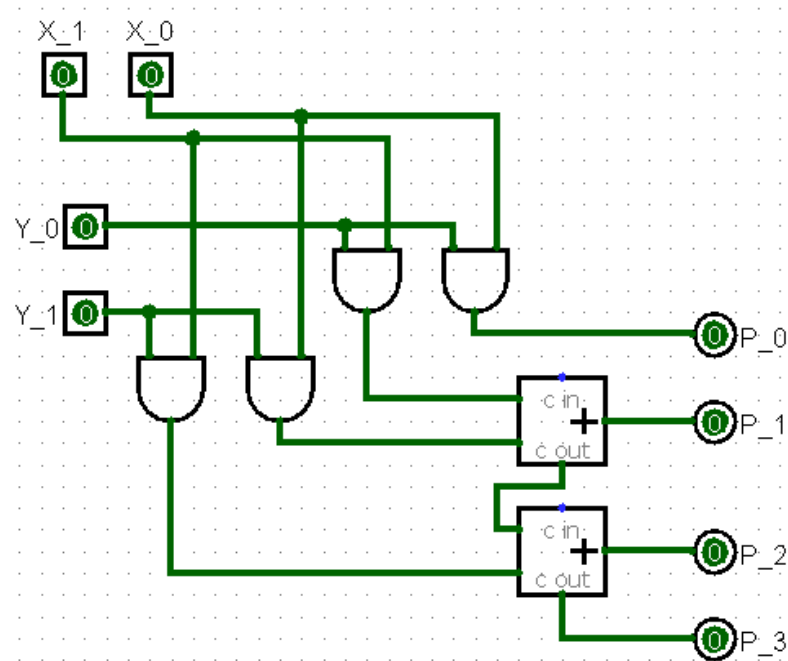 X_1 X_0
0 0
Y_0 0
Y_1 0
0 P_0
c in
+ 0 P_1
c out
c in
+ 0 P_2
c out
0 P_3